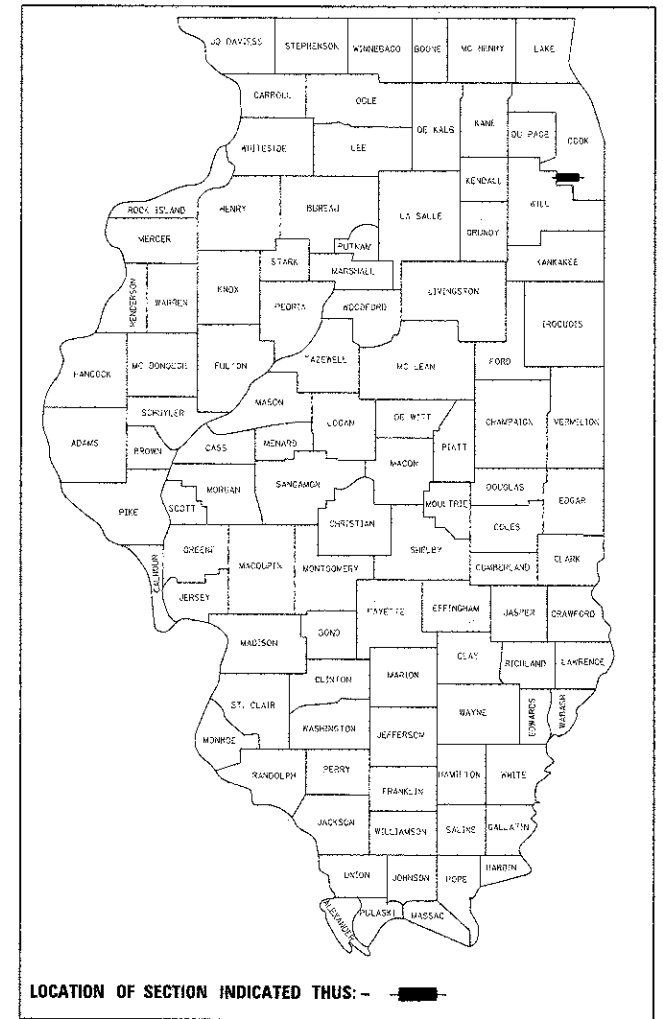 JO DAVIESS STEPHENSON WINNEBAGO BOONE MC HENRY LAKE
CARROLL OGLE DE KALB KANE DU PAGE COOK
WHITESIDE LEE KENDALL WILL
ROCK ISLAND HENRY BUREAU LA SALLE GRUNDY
MERCER PUTNAM KANKAKEE
HENDERSON WARREN KNOX STARK MARSHALL LIVINGSTON
PEORIA WOODFORD IROQUOIS
HANCOCK MC DONOUGH FULTON TAZEWELL MC LEAN FORD
MASON
SCHUYLER LOGAN DE WITT CHAMPAIGN VERMILION
ADAMS BROWN CASS MENARD PIATT
MACON
PIKE SCOTT MORGAN SANGAMON MOULTRIE DOUGLAS EDGAR
CHRISTIAN COLES
CALHOUN GREENE MACOUPIN MONTGOMERY SHELBY CUMBERLAND CLARK
JERSEY
MADISON BOND FAYETTE EFFINGHAM JASPER CRAWFORD
CLAY RICHLAND LAWRENCE
CLINTON MARION
ST. CLAIR WAYNE EDWARDS WABASH
MONROE WASHINGTON JEFFERSON
RANDOLPH PERRY HAMILTON WHITE
FRANKLIN
JACKSON WILLIAMSON SALINE GALLATIN
UNION JOHNSON POPE HARDIN
ALEXANDER PULASKI MASSAC
LOCATION OF SECTION INDICATED THUS: -